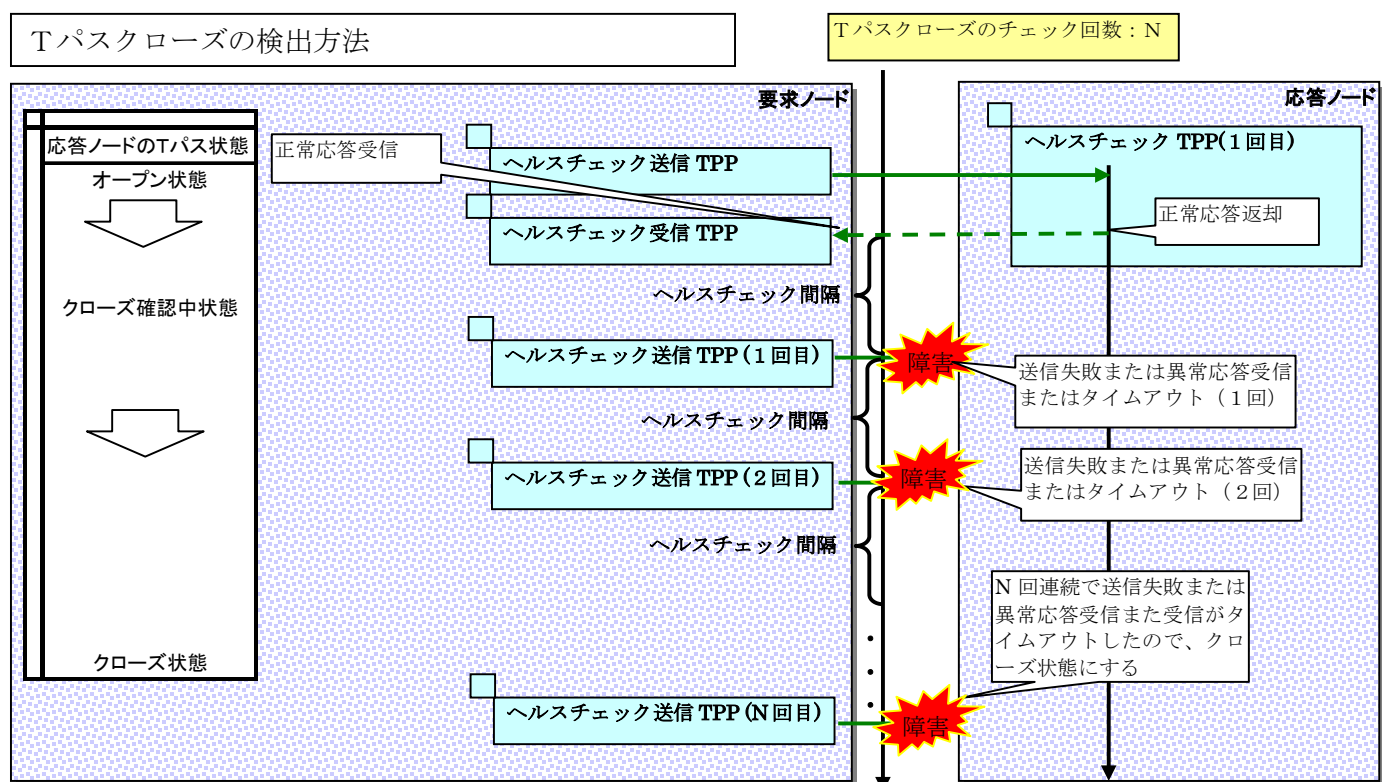 Tパスクローズの検出方法
Tパスクローズのチェック回数：N
要求ノード
応答ノード
応答ノードのTパス状態
オープン状態
クローズ確認中状態
クローズ状態
正常応答受信
ヘルスチェック送信 TPP
ヘルスチェック受信 TPP
ヘルスチェック TPP(１回目)
正常応答返却
ヘルスチェック間隔
ヘルスチェック送信 TPP(１回目)
障害
送信失敗または異常応答受信
またはタイムアウト（１回）
ヘルスチェック間隔
ヘルスチェック送信 TPP(２回目)
障害
送信失敗または異常応答受信
またはタイムアウト（２回）
ヘルスチェック間隔
N 回連続で送信失敗または
異常応答受信また受信がタ
イムアウトしたので、クロ
ーズ状態にする
ヘルスチェック送信 TPP(N回目)
障害